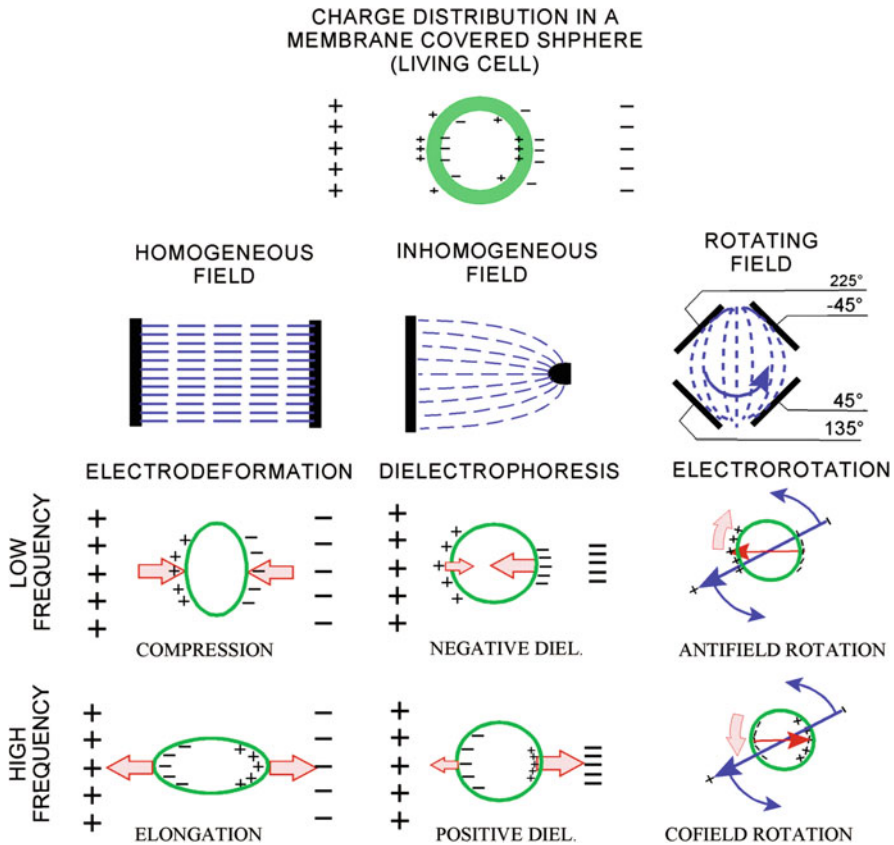 CHARGE DISTRIBUTION IN A
MEMBRANE COVERED SHPHERE
(LIVING CELL)
HOMOGENEOUS
FIELD
INHOMOGENEOUS
FIELD
ROTATING
FIELD
225°
-45°
45°
135°
ELECTRODEFORMATION
DIELECTROPHORESIS
ELECTROROTATION
LOW
FREQUENCY
COMPRESSION
NEGATIVE DIEL.
ANTIFIELD ROTATION
HIGH
FREQUENCY
ELONGATION
POSITIVE DIEL.
COFIELD ROTATION